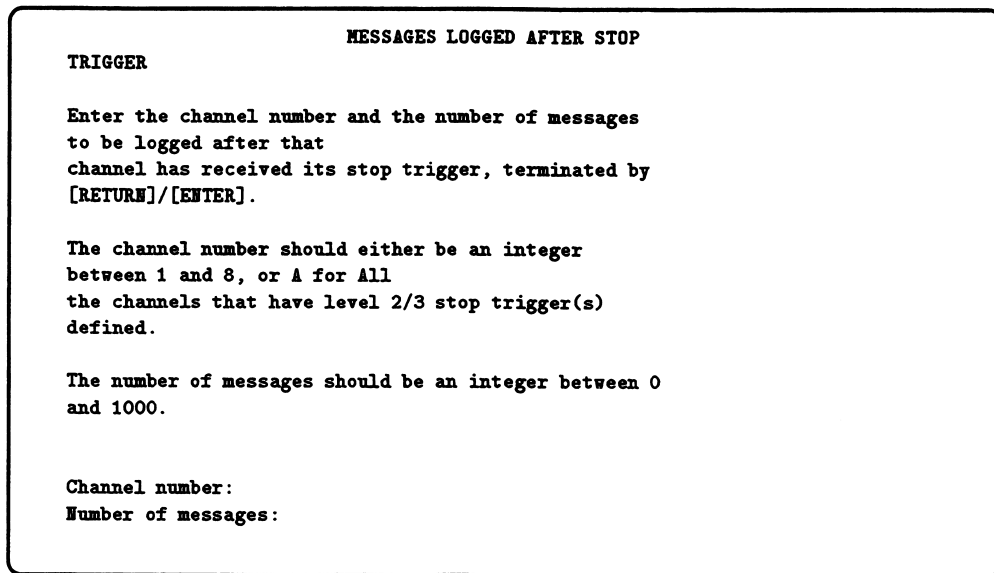 MESSAGES LOGGED AFTER STOP
TRIGGER
Enter the channel number and the number of messages
to be logged after that
channel has received its stop trigger, terminated by
[RETURN]/[ENTER].
The channel number should either be an integer
between 1 and 8, or A for All
the channels that have level 2/3 stop trigger(s)
defined.
The number of messages should be an integer between 0
and 1000.
Channel number:
Number of messages: